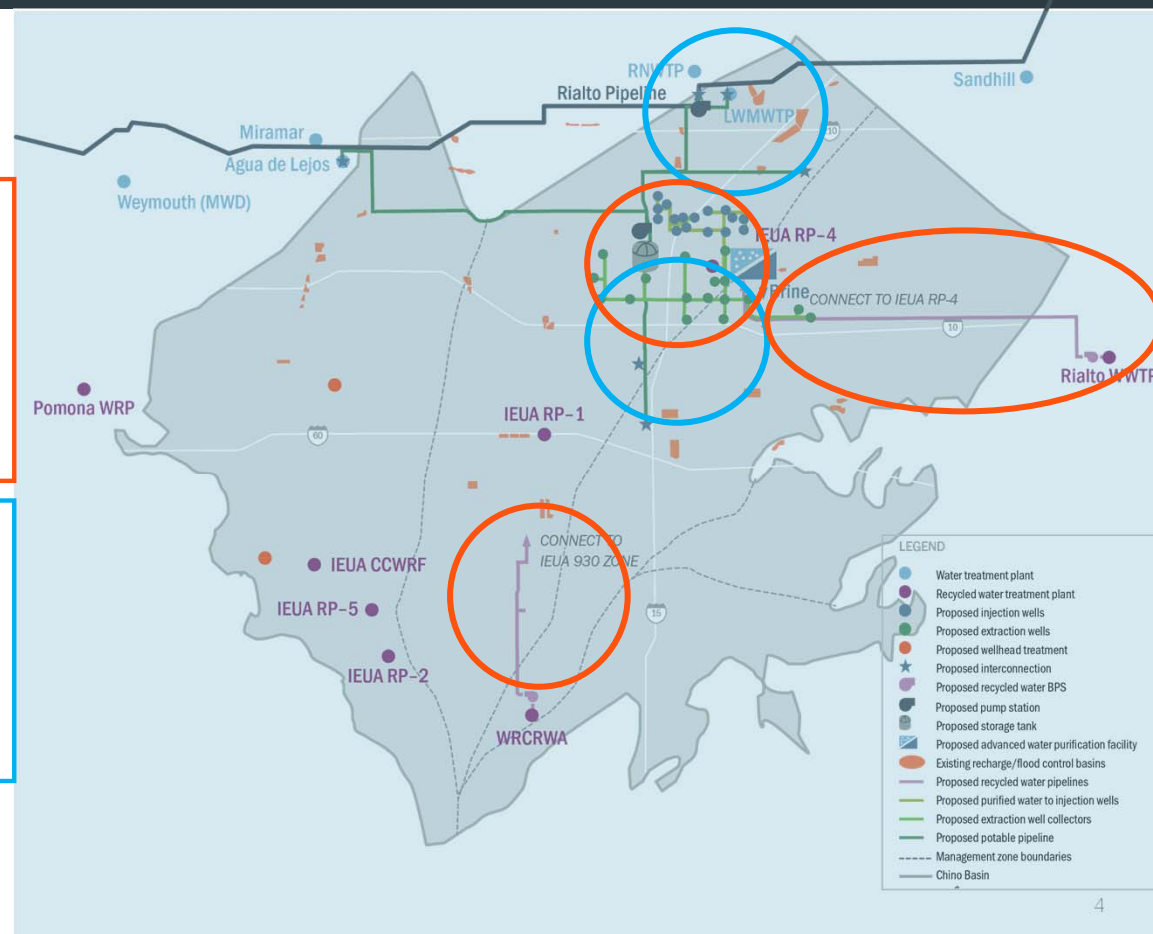 RNWTP
Rialto Pipeline
Sandhill
LWMWTP
210
Miramar
Agua de Lejos
Weymouth (MWD)
IEUA RP-4
Brine
CONNECT TO IEUA RP-4
10
Rialto WWTP
Pomona WRP
IEUA RP-1
60
CONNECT TO
IEUA 930 ZONE
IEUA CCWRF
IEUA RP-5
15
IEUA RP-2
WRCRWA
LEGEND
Water treatment plant
Recycled water treatment plant
Proposed injection wells
Proposed extraction wells
Proposed wellhead treatment
Proposed interconnection
Proposed recycled water BPS
Proposed pump station
Proposed storage tank
Proposed advanced water purification facility
Existing recharge/flood control basins
Proposed recycled water pipelines
Proposed purified water to injection wells
Proposed extraction well collectors
Proposed potable pipeline
Management zone boundaries
Chino Basin
4